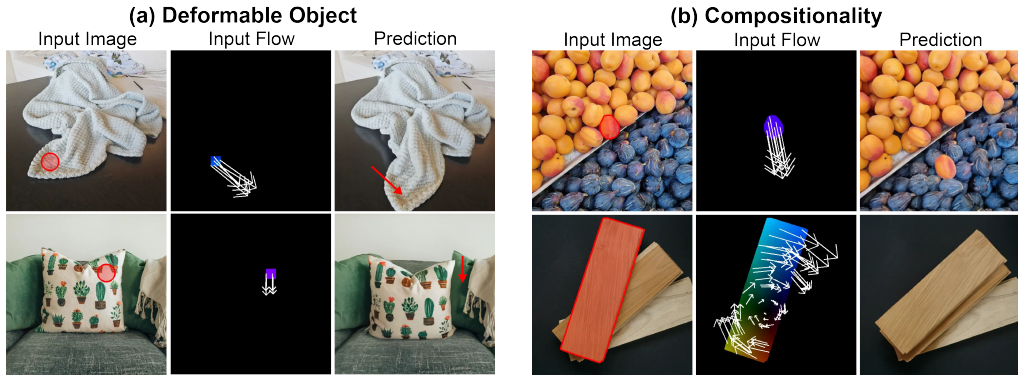 (a) Deformable Object
Input Image Input Flow Prediction
(b) Compositionality
Input Image Input Flow Prediction